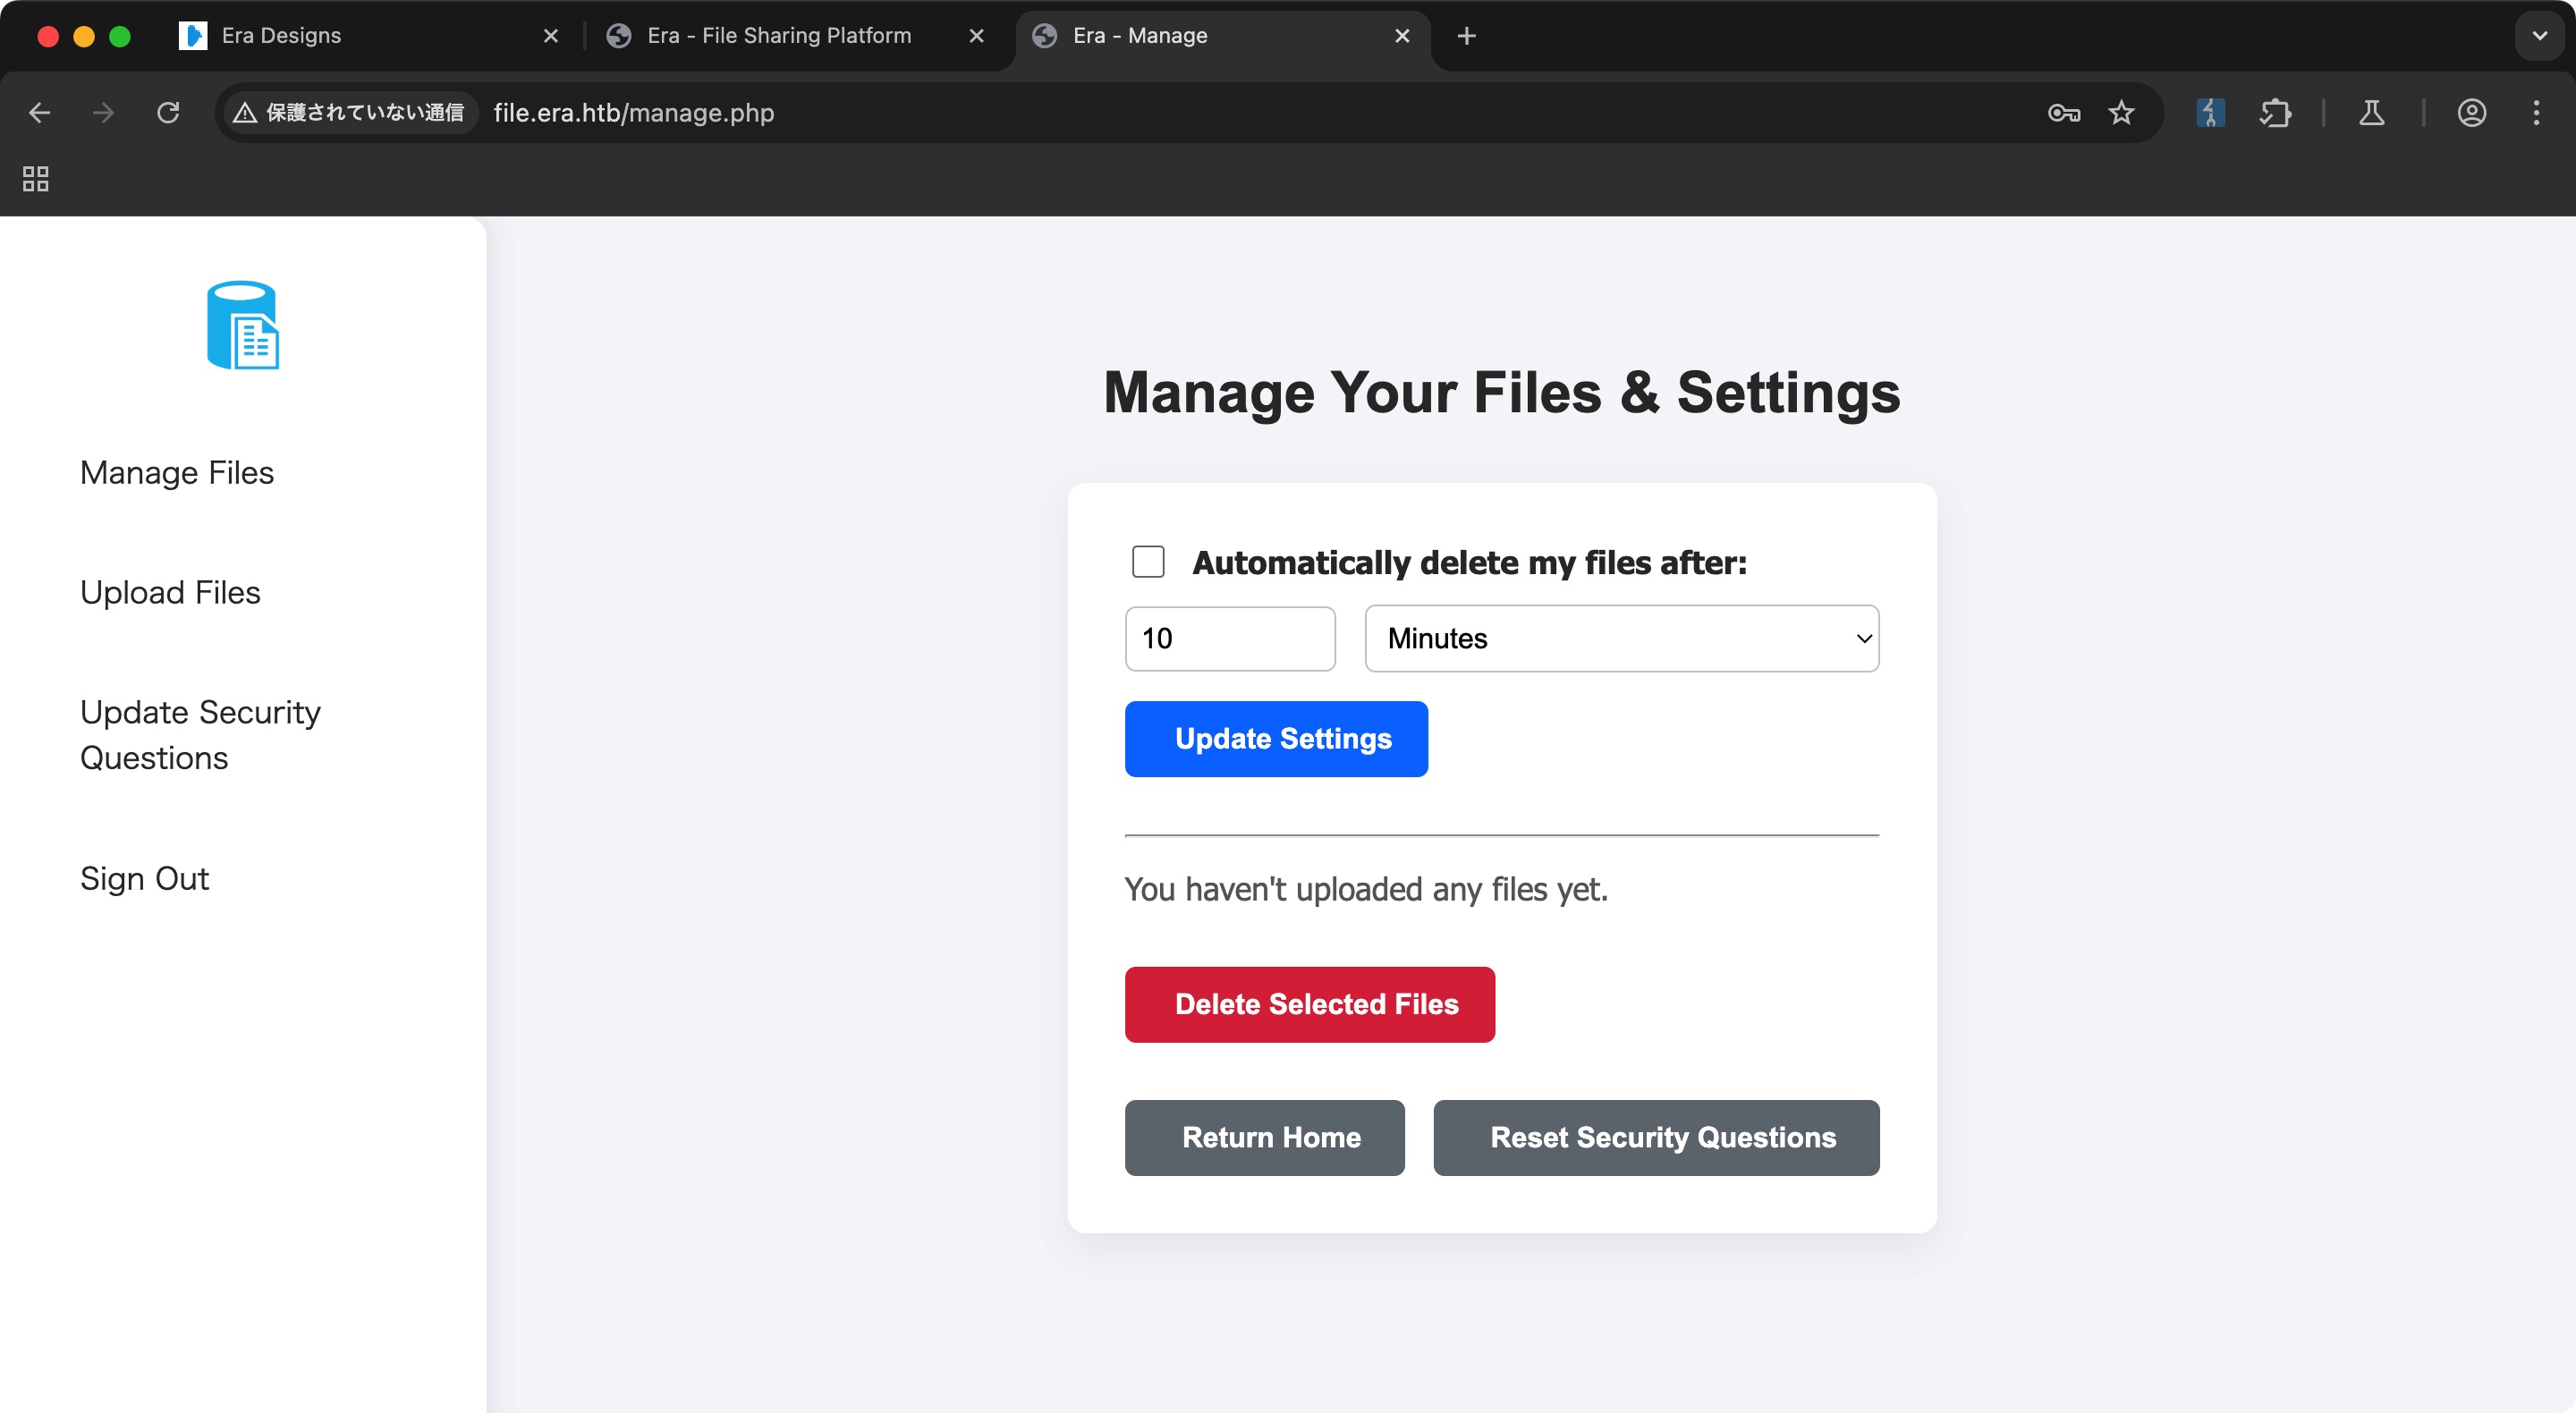 Era Designs
Era - File Sharing Platform
Era - Manage
保護されていない通信
file.era.htb/manage.php
Manage Files
Upload Files
Update Security
Questions
Sign Out
Manage Your Files & Settings
Automatically delete my files after:
10
Minutes
Update Settings
You haven't uploaded any files yet.
Delete Selected Files
Return Home
Reset Security Questions